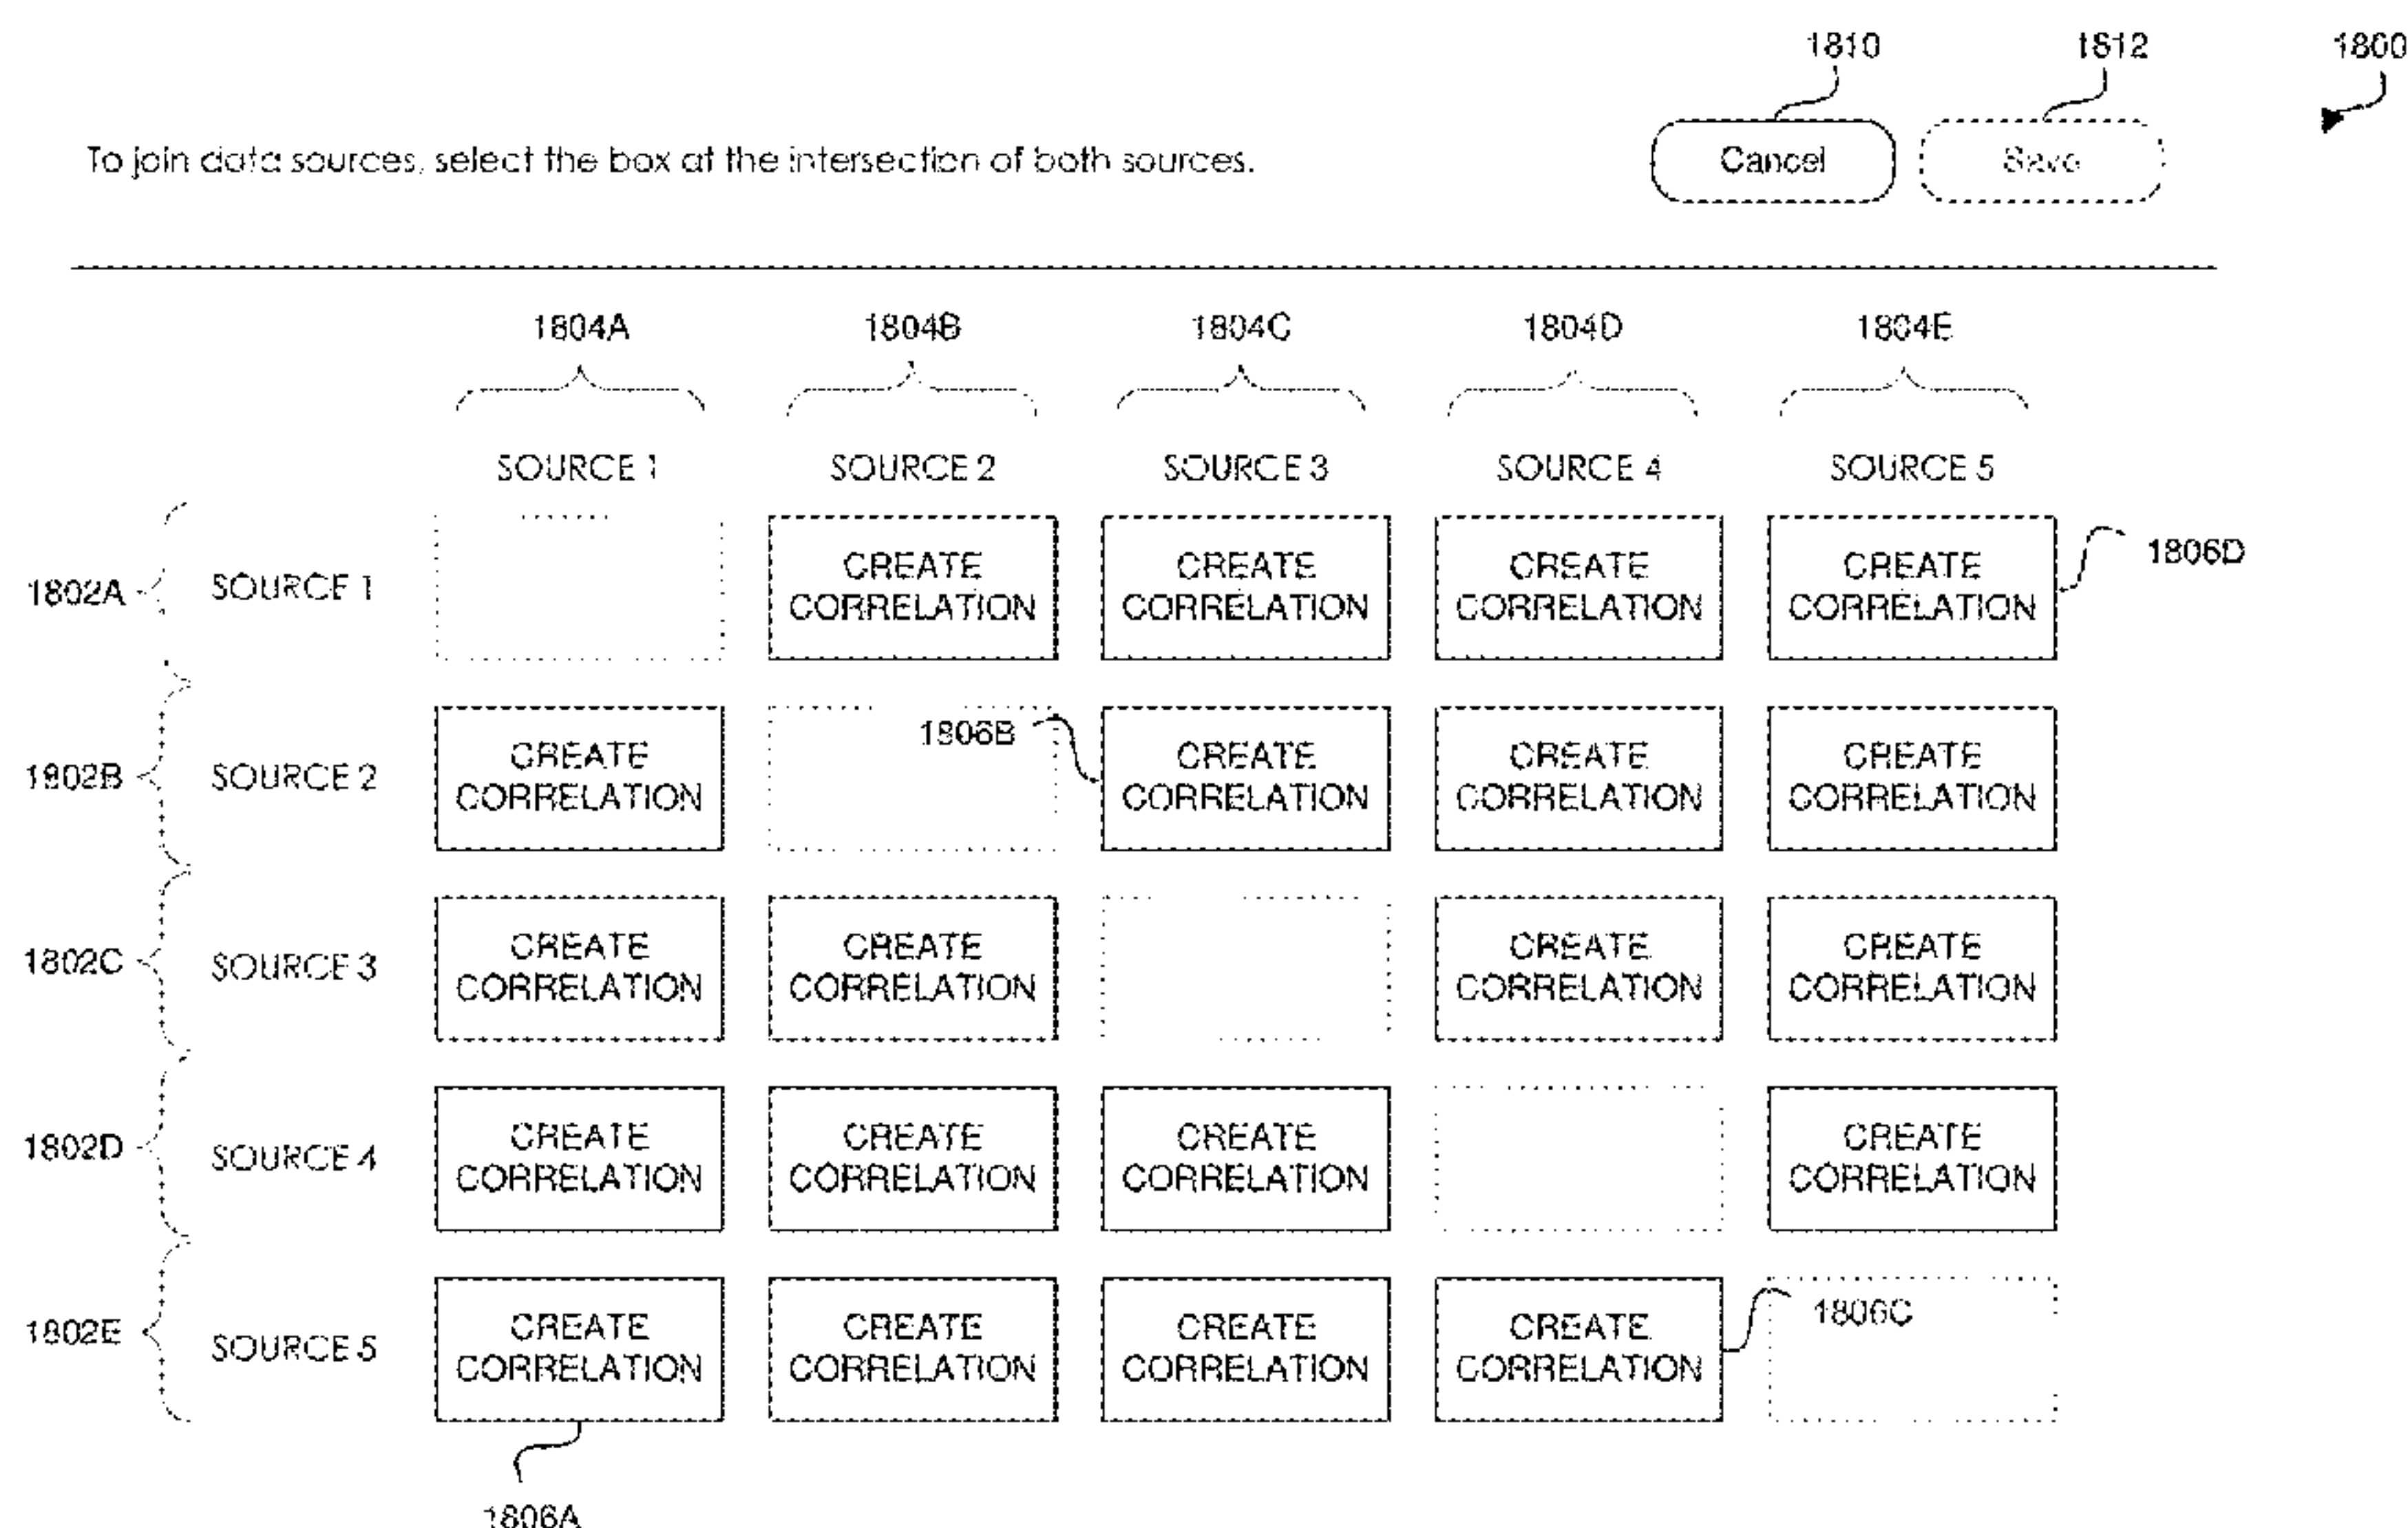 1810 1812 1800
To join data sources, select the box at the intersection of both sources.
Cancel Save
1804A 1804B 1804C 1804D 1804E
SOURCE 1 SOURCE 2 SOURCE 3 SOURCE 4 SOURCE 5
CREATE CREATE CREATE CREATE
1802A SOURCE 1 CORRELATION CORRELATION CORRELATION CORRELATION 1806D
CREATE 1806B CREATE CREATE CREATE
1802B SOURCE 2 CORRELATION CORRELATION CORRELATION CORRELATION
CREATE CREATE CREATE CREATE
1802C SOURCE 3 CORRELATION CORRELATION CORRELATION CORRELATION
CREATE CREATE CREATE CREATE
1802D SOURCE 4 CORRELATION CORRELATION CORRELATION CORRELATION
CREATE CREATE CREATE CREATE 1806C
1802E SOURCE 5 CORRELATION CORRELATION CORRELATION CORRELATION
1806A